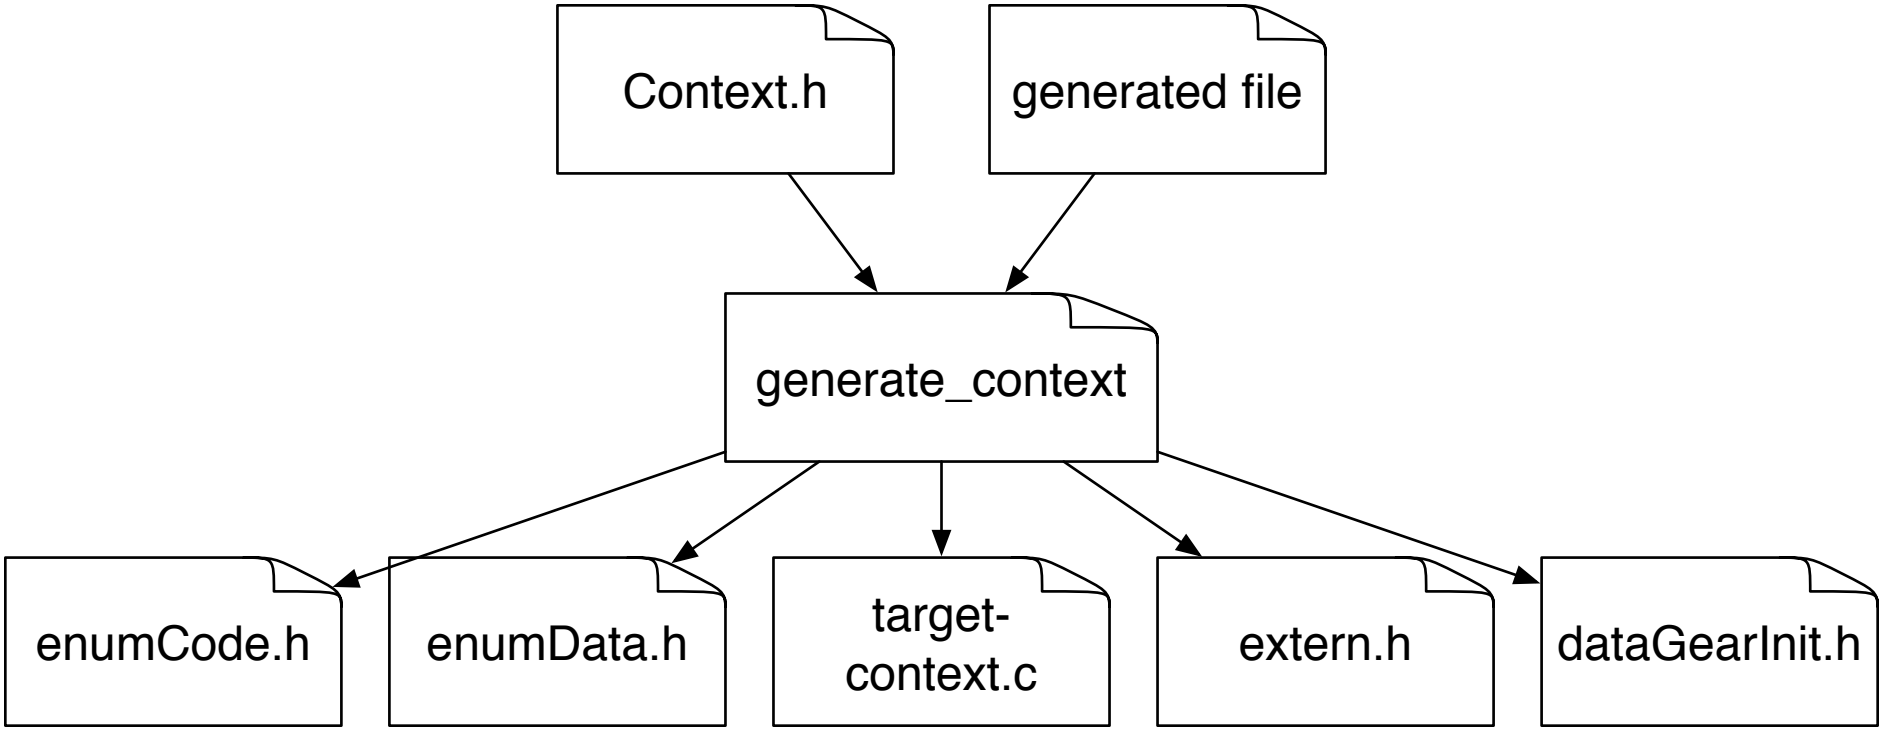 Context.h
generated file
generate_context
enumCode.h
enumData.h
target-
context.c
extern.h
dataGearInit.h